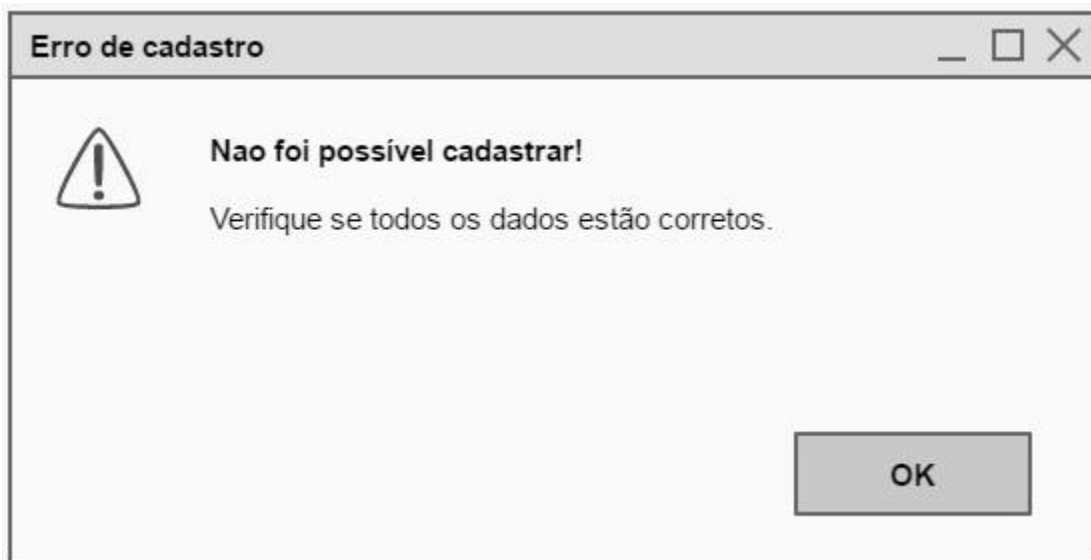 Erro de cadastro
Nao foi possível cadastrar!
Verifique se todos os dados estão corretos.
OK